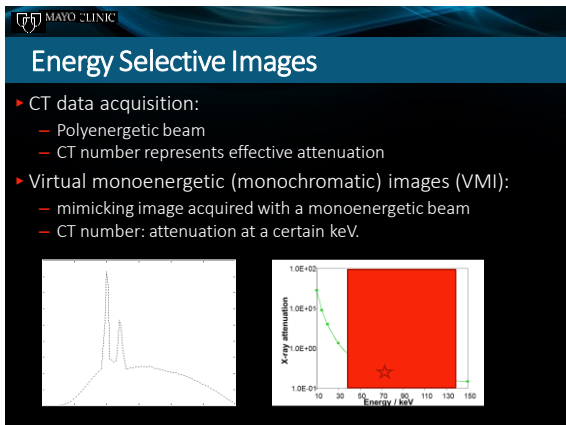 MAYO CLINIC
Energy Selective Images
▸ CT data acquisition:
– Polyenergetic beam
– CT number represents effective attenuation
▸ Virtual monoenergetic (monochromatic) images (VMI):
– mimicking image acquired with a monoenergetic beam
– CT number: attenuation at a certain keV.
X-ray attenuation
1.0E+02
1.0E+01
1.0E+00
1.0E-01
10 30 50 70 90 110 130 150
Energy / keV